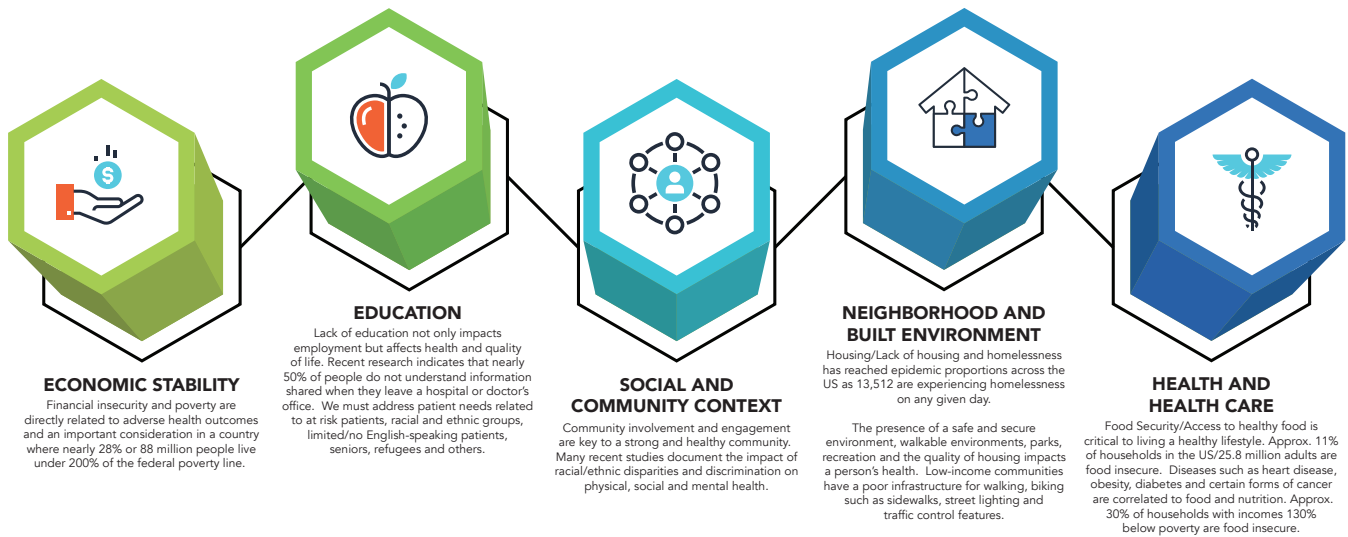 $
ECONOMIC STABILITY
Financial insecurity and poverty are
directly related to adverse health outcomes
and an important consideration in a country
where nearly 28% or 88 million people live
under 200% of the federal poverty line.
EDUCATION
Lack of education not only impacts
employment but affects health and quality
of life. Recent research indicates that nearly
50% of people do not understand information
shared when they leave a hospital or doctor's
office.  We must address patient needs related
to at risk patients, racial and ethnic groups,
limited/no English-speaking patients,
seniors, refugees and others.
SOCIAL AND
COMMUNITY CONTEXT
Community involvement and engagement
are key to a strong and healthy community.
Many recent studies document the impact of
racial/ethnic disparities and discrimination on
physical, social and mental health.
NEIGHBORHOOD AND
BUILT ENVIRONMENT
Housing/Lack of housing and homelessness
has reached epidemic proportions across the
US as 13,512 are experiencing homelessness
on any given day.
The presence of a safe and secure
environment, walkable environments, parks,
recreation and the quality of housing impacts
a person's health.  Low-income communities
have a poor infrastructure for walking, biking
such as sidewalks, street lighting and
traffic control features.
HEALTH AND
HEALTH CARE
Food Security/Access to healthy food is
critical to living a healthy lifestyle. Approx. 11%
of households in the US/25.8 million adults are
food insecure.  Diseases such as heart disease,
obesity, diabetes and certain forms of cancer
are correlated to food and nutrition. Approx.
30% of households with incomes 130%
below poverty are food insecure.